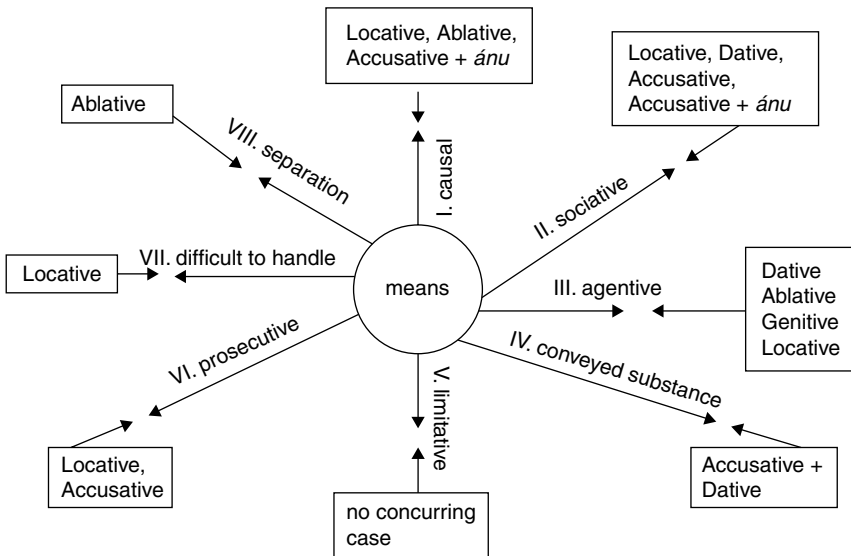 Locative, Ablative,
Accusative + ánu
Locative, Dative,
Accusative,
Accusative + ánu
Ablative
VIII. separation
I. causal
II. sociative
Locative
VII. difficult to handle
means
III. agentive
Dative
Ablative
Genitive
Locative
VI. prosecutive
V. limitative
IV. conveyed substance
Locative,
Accusative
no concurring
case
Accusative +
Dative